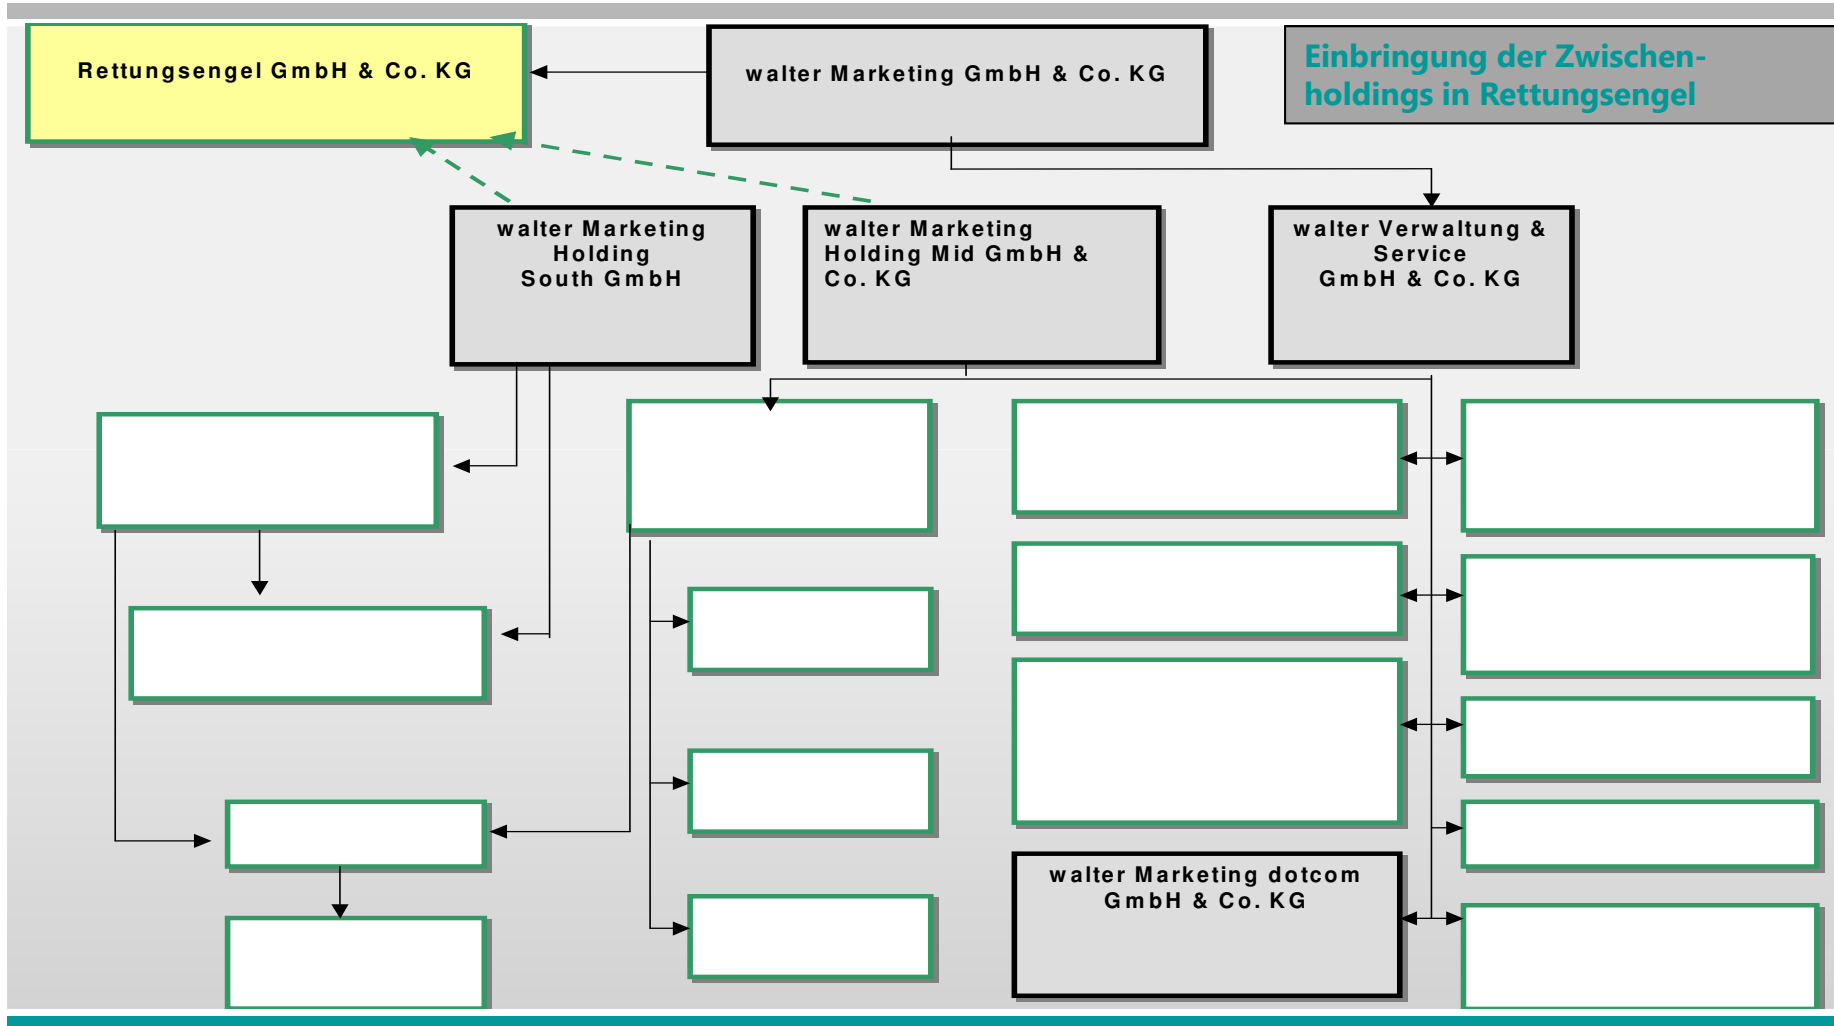 Rettungsengel GmbH & Co. KG
walter Marketing GmbH & Co. KG
Einbringung der Zwischen-
holdings in Rettungsengel
walter Marketing
Holding
South GmbH
walter Marketing
Holding Mid GmbH &
Co. KG
walter Verwaltung &
Service
GmbH & Co. KG
walter Marketing dotcom
GmbH & Co. KG